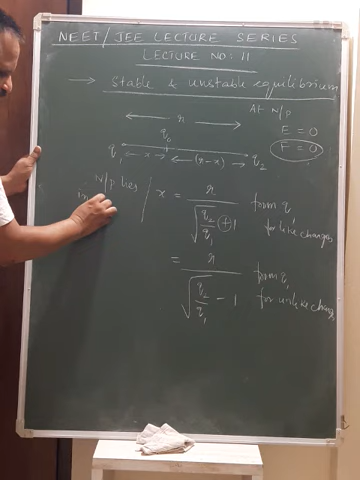 NEET/JEE LECTURE SERIES
LECTURE NO: 11
→ Stable & unstable equilibrium
At N/p
r
E = 0
q₀
F = 0
q₁ x (r-x) q₂
N/p lies
in
x = r / (√(q₂/q₁) + 1) from q₁
for like charges
= r / (√(q₂/q₁) - 1) from q₁
for unlike charges